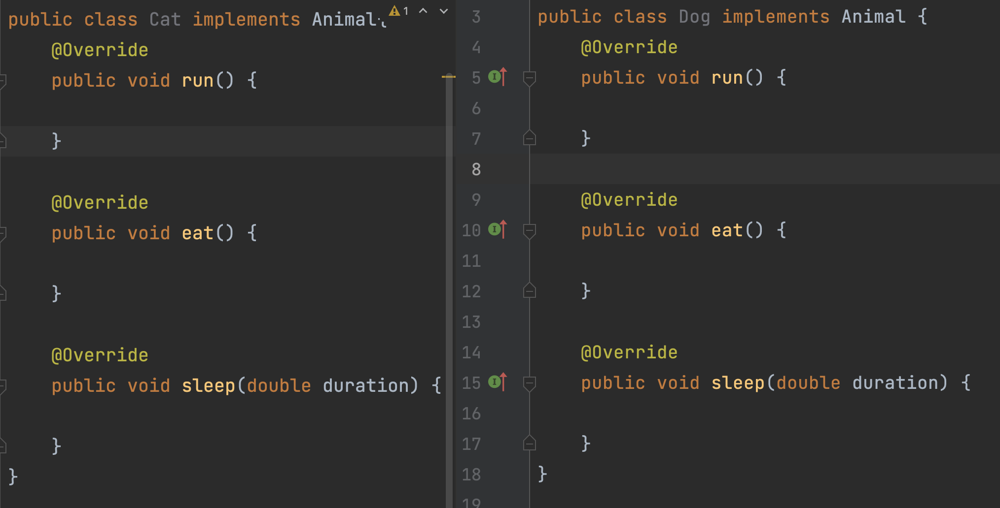 public class Cat implements Animal{
@Override
public void run() {
}
@Override
public void eat() {
}
@Override
public void sleep(double duration) {
}
}
1
3 public class Dog implements Animal {
4 @Override
5 public void run() {
6
7 }
8
9 @Override
10 public void eat() {
11
12 }
13
14 @Override
15 public void sleep(double duration) {
16
17 }
18 }
19